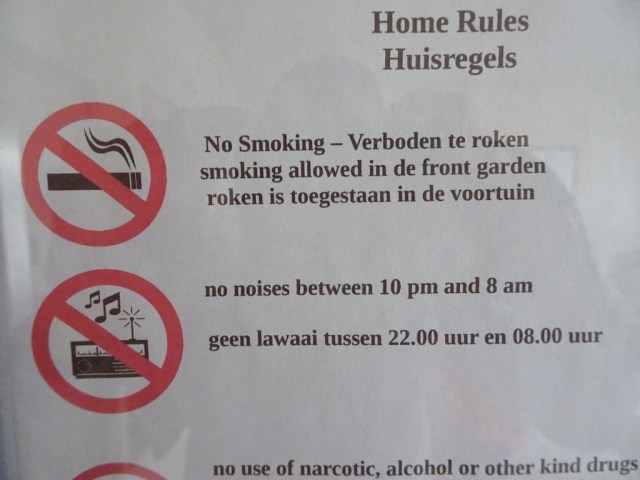 Home Rules
Huisregels
No Smoking – Verboden te roken
smoking allowed in de front garden
roken is toegestaan in de voortuin
no noises between 10 pm and 8 am
geen lawaai tussen 22.00 uur en 08.00 uur
no use of narcotic, alcohol or other kind drugs